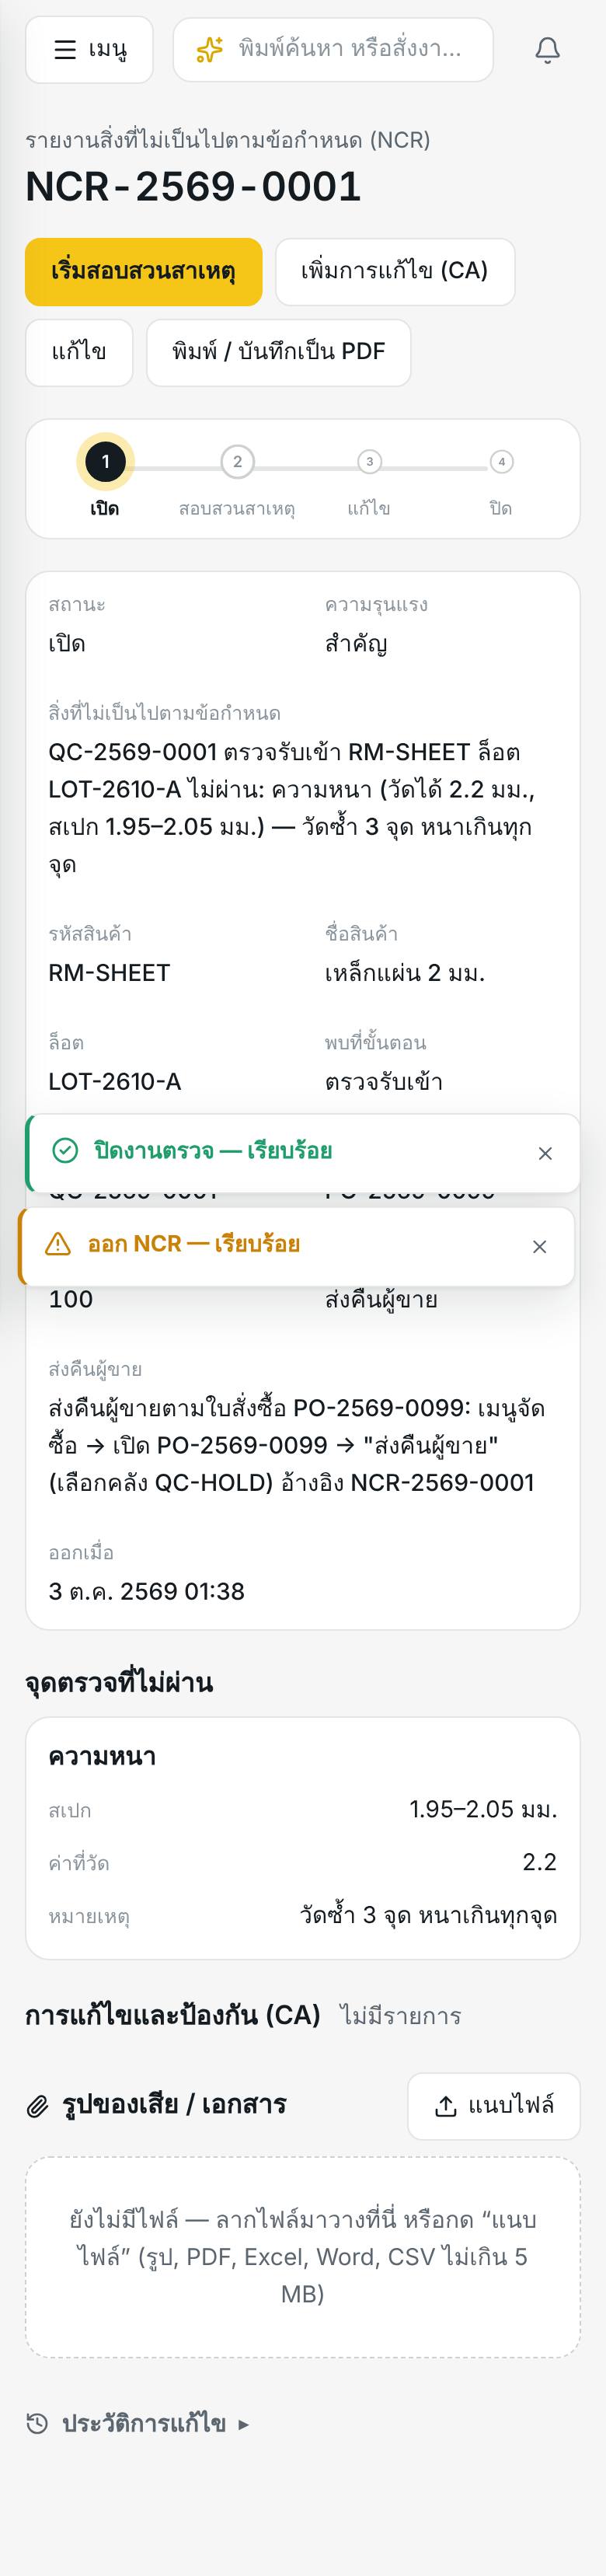 เมนู
พิมพ์ค้นหา หรือสั่งงา...
รายงานสิ่งที่ไม่เป็นไปตามข้อกำหนด (NCR)
NCR-2569-0001
เริ่มสอบสวนสาเหตุ
เพิ่มการแก้ไข (CA)
แก้ไข
พิมพ์ / บันทึกเป็น PDF
1
2
3
4
เปิด
สอบสวนสาเหตุ
แก้ไข
ปิด
สถานะ
ความรุนแรง
เปิด
สำคัญ
สิ่งที่ไม่เป็นไปตามข้อกำหนด
QC-2569-0001 ตรวจรับเข้า RM-SHEET ล็อต
LOT-2610-A ไม่ผ่าน: ความหนา (วัดได้ 2.2 มม.,
สเปก 1.95–2.05 มม.) — วัดซ้ำ 3 จุด หนาเกินทุก
จุด
รหัสสินค้า
ชื่อสินค้า
RM-SHEET
เหล็กแผ่น 2 มม.
ล็อต
พบที่ขั้นตอน
LOT-2610-A
ตรวจรับเข้า
ปิดงานตรวจ — เรียบร้อย
ออก NCR — เรียบร้อย
100
ส่งคืนผู้ขาย
ส่งคืนผู้ขาย
ส่งคืนผู้ขายตามใบสั่งซื้อ PO-2569-0099: เมนูจัด
ซื้อ → เปิด PO-2569-0099 → "ส่งคืนผู้ขาย"
(เลือกคลัง QC-HOLD) อ้างอิง NCR-2569-0001
ออกเมื่อ
3 ต.ค. 2569 01:38
จุดตรวจที่ไม่ผ่าน
ความหนา
สเปก
1.95–2.05 มม.
ค่าที่วัด
2.2
หมายเหตุ
วัดซ้ำ 3 จุด หนาเกินทุกจุด
การแก้ไขและป้องกัน (CA) ไม่มีรายการ
รูปของเสีย / เอกสาร
แนบไฟล์
ยังไม่มีไฟล์ — ลากไฟล์มาวางที่นี่ หรือกด “แนบ
ไฟล์” (รูป, PDF, Excel, Word, CSV ไม่เกิน 5
MB)
ประวัติการแก้ไข ▸